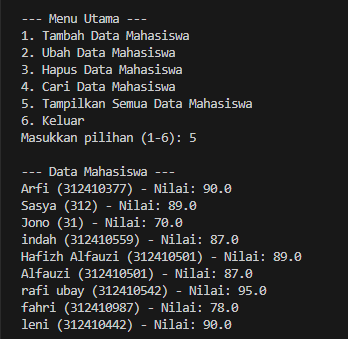 --- Menu Utama ---
1. Tambah Data Mahasiswa
2. Ubah Data Mahasiswa
3. Hapus Data Mahasiswa
4. Cari Data Mahasiswa
5. Tampilkan Semua Data Mahasiswa
6. Keluar
Masukkan pilihan (1-6): 5
--- Data Mahasiswa ---
Arfi (312410377) - Nilai: 90.0
Sasya (312) - Nilai: 89.0
Jono (31) - Nilai: 70.0
indah (312410559) - Nilai: 87.0
Hafizh Alfauzi (312410501) - Nilai: 89.0
Alfauzi (312410501) - Nilai: 87.0
rafi ubay (312410542) - Nilai: 95.0
fahri (312410987) - Nilai: 78.0
leni (312410442) - Nilai: 90.0